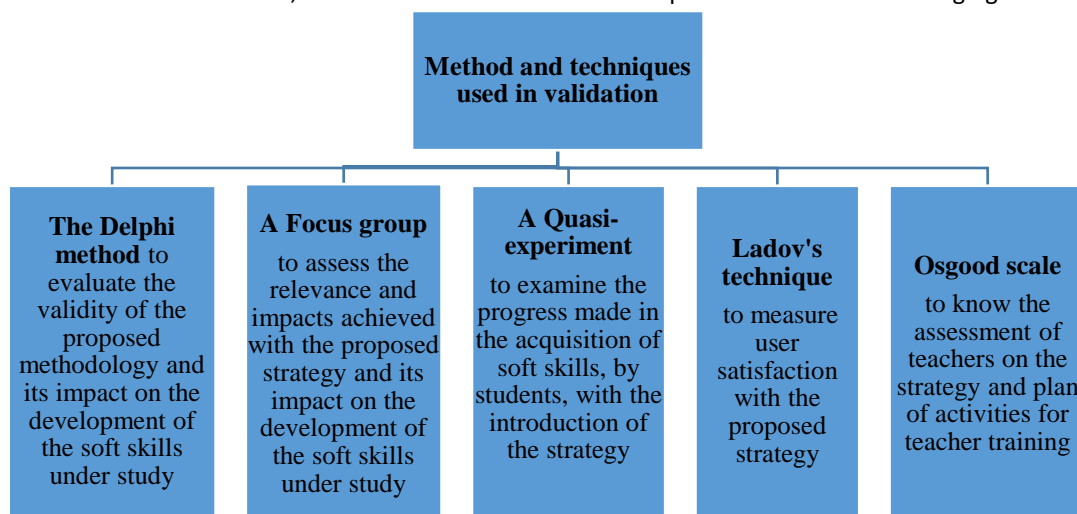 Method and techniques
used in validation
The Delphi
method to
evaluate the
validity of the
proposed
methodology and
its impact on the
development of
the soft skills
under study
A Focus group
to assess the
relevance and
impacts achieved
with the proposed
strategy and its
impact on the
development of
the soft skills
under study
A Quasi-
experiment
to examine the
progress made in
the acquisition of
soft skills, by
students, with the
introduction of
the strategy
Ladov's
technique
to measure
user
satisfaction
with the
proposed
strategy
Osgood scale
to know the
assessment of
teachers on the
strategy and plan
of activities for
teacher training